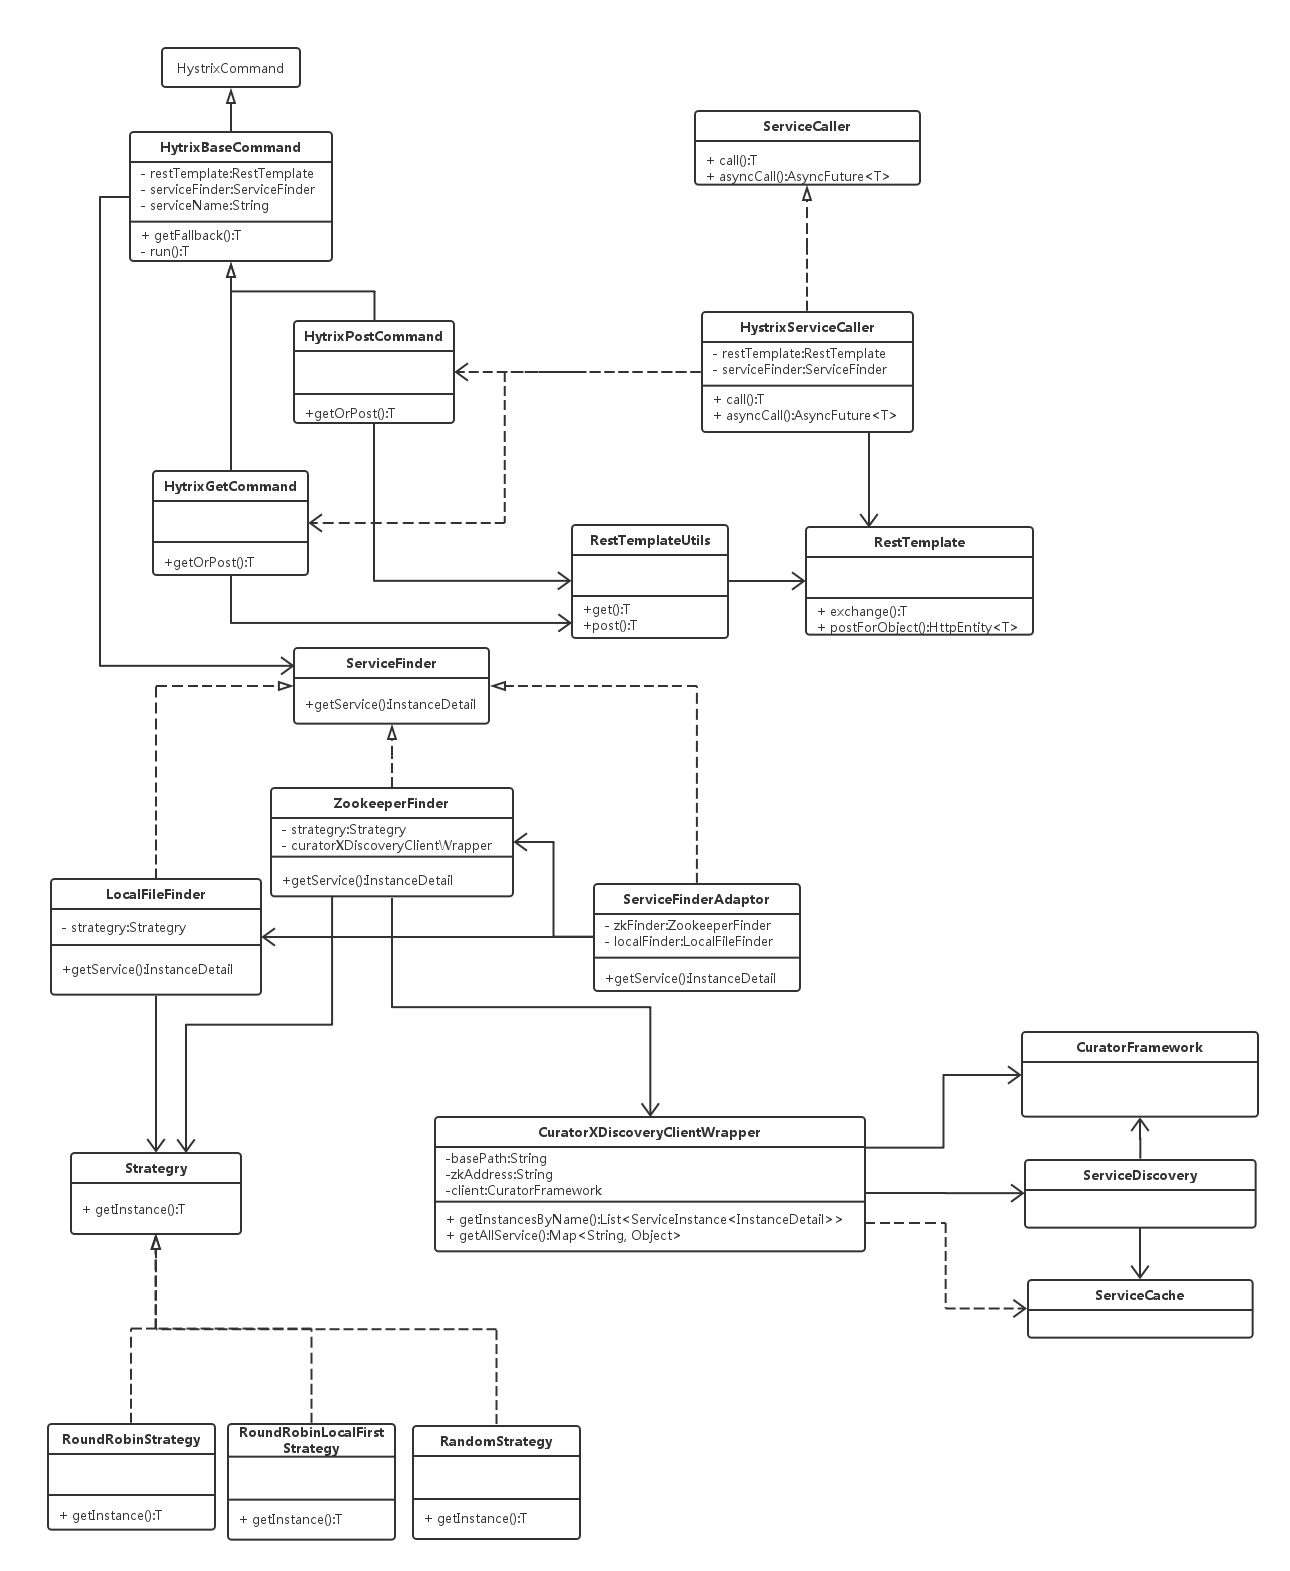 HystrixCommand
HytrixBaseCommand
- restTemplate:RestTemplate
- serviceFinder:ServiceFinder
- serviceName:String
+ getFallback():T
- run():T
ServiceCaller
+ call():T
+ asyncCall():AsyncFuture<T>
HytrixPostCommand
+getOrPost():T
HystrixServiceCaller
- restTemplate:RestTemplate
- serviceFinder:ServiceFinder
+ call():T
+ asyncCall():AsyncFuture<T>
HytrixGetCommand
+getOrPost():T
RestTemplateUtils
+get():T
+post():T
RestTemplate
+ exchange():T
+ postForObject():HttpEntity<T>
ServiceFinder
+getService():InstanceDetail
ZookeeperFinder
- strategry:Strategry
- curatorXDiscoveryClientWrapper
+getService():InstanceDetail
LocalFileFinder
- strategry:Strategry
+getService():InstanceDetail
ServiceFinderAdaptor
- zkFinder:ZookeeperFinder
- localFinder:LocalFileFinder
+getService():InstanceDetail
CuratorFramework
CuratorXDiscoveryClientWrapper
-basePath:String
-zkAddress:String
-client:CuratorFramework
+ getInstancesByName():List<ServiceInstance<InstanceDetail>>
+ getAllService():Map<String, Object>
Strategry
+ getInstance():T
ServiceDiscovery
ServiceCache
RoundRobinStrategy
+ getInstance():T
RoundRobinLocalFirst
Strategy
+ getInstance():T
RandomStrategy
+ getInstance():T